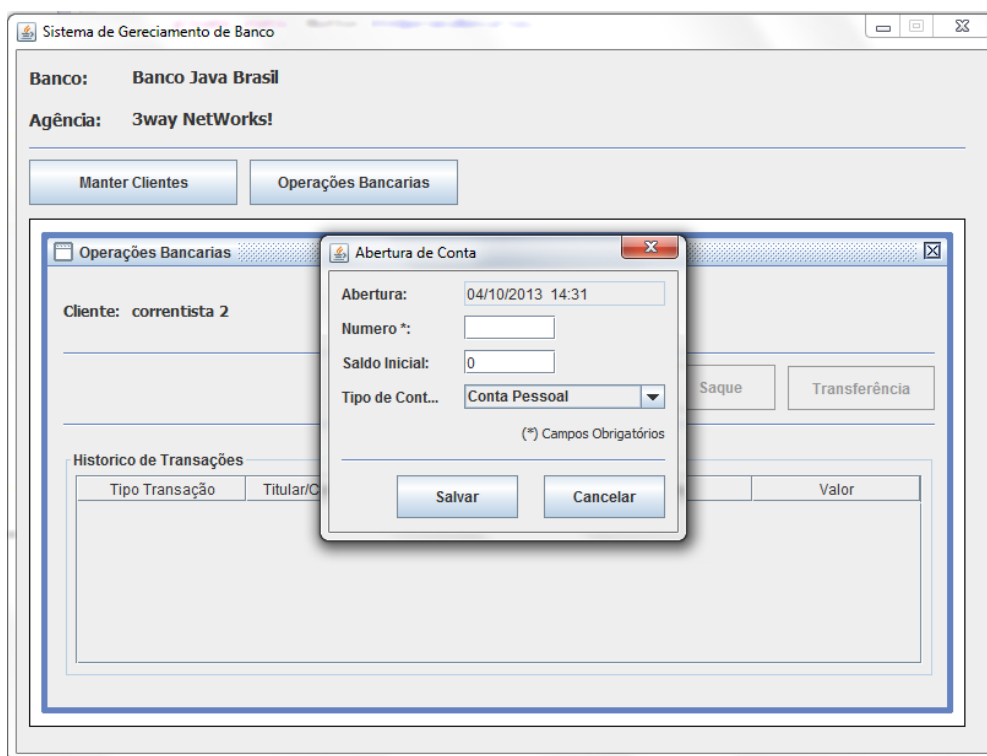 Sistema de Gereciamento de Banco
Banco: Banco Java Brasil
Agência: 3way NetWorks!
Manter Clientes Operações Bancarias
Operações Bancarias
Cliente: correntista 2
Saque Transferência
Historico de Transações
Tipo Transação Titular/C Valor
Abertura de Conta
Abertura: 04/10/2013 14:31
Numero *:
Saldo Inicial: 0
Tipo de Cont... Conta Pessoal
(*) Campos Obrigatórios
Salvar Cancelar